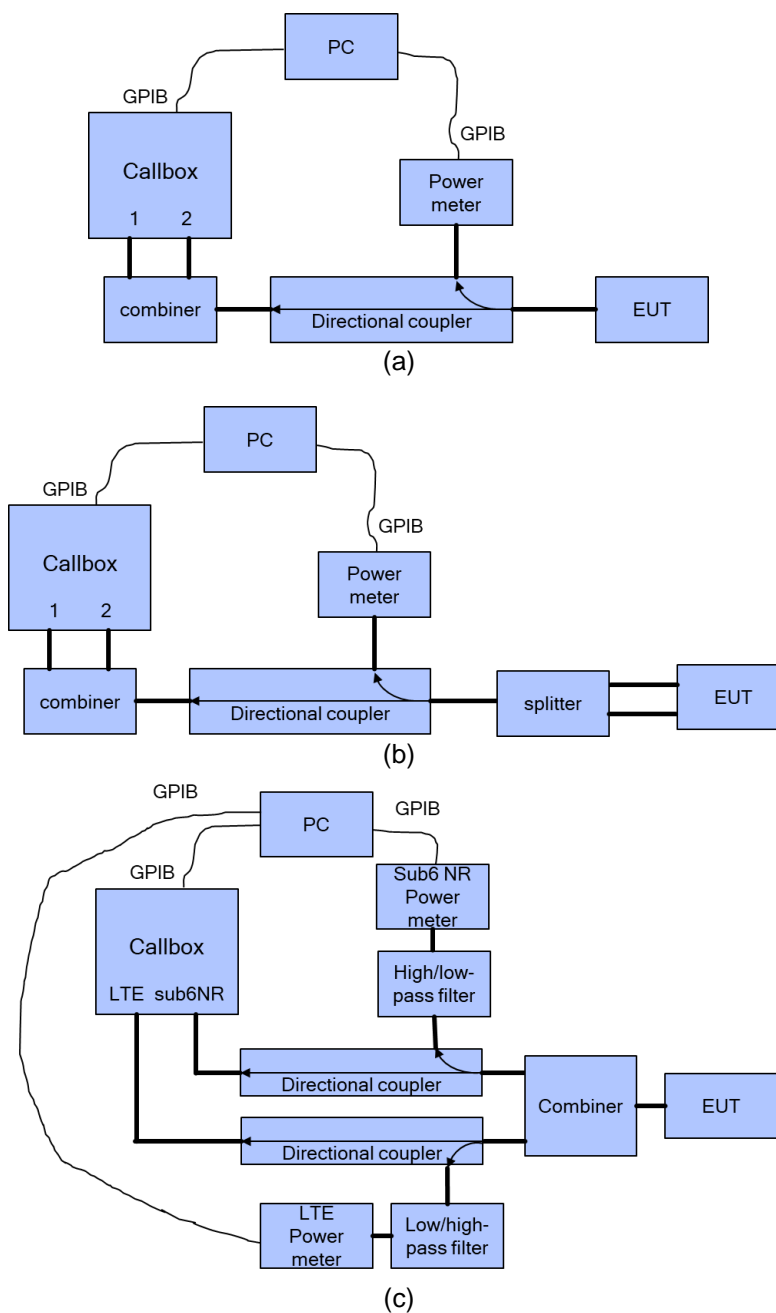 PC
GPIB
GPIB
Callbox
1 2
Power
meter
combiner
Directional coupler
EUT
(a)
PC
GPIB
GPIB
Callbox
1 2
Power
meter
combiner
Directional coupler
splitter
EUT
(b)
GPIB
PC
GPIB
GPIB
Sub6 NR
Power
meter
Callbox
LTE sub6NR
High/low-
pass filter
Directional coupler
Combiner
EUT
Directional coupler
LTE
Power
meter
Low/high-
pass filter
(c)